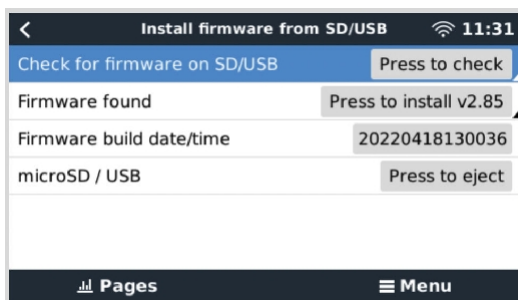 Install firmware from SD/USB 11:31
Check for firmware on SD/USB Press to check
Firmware found Press to install v2.85
Firmware build date/time 20220418130036
microSD / USB Press to eject
Pages Menu